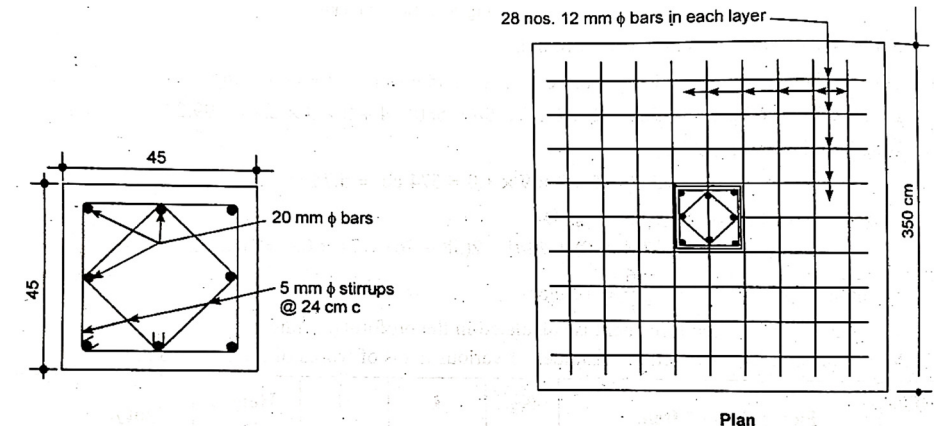 28 nos. 12 mm ϕ bars in each layer
45
45
20 mm ϕ bars
5 mm ϕ stirrups
@ 24 cm c
350 cm
Plan